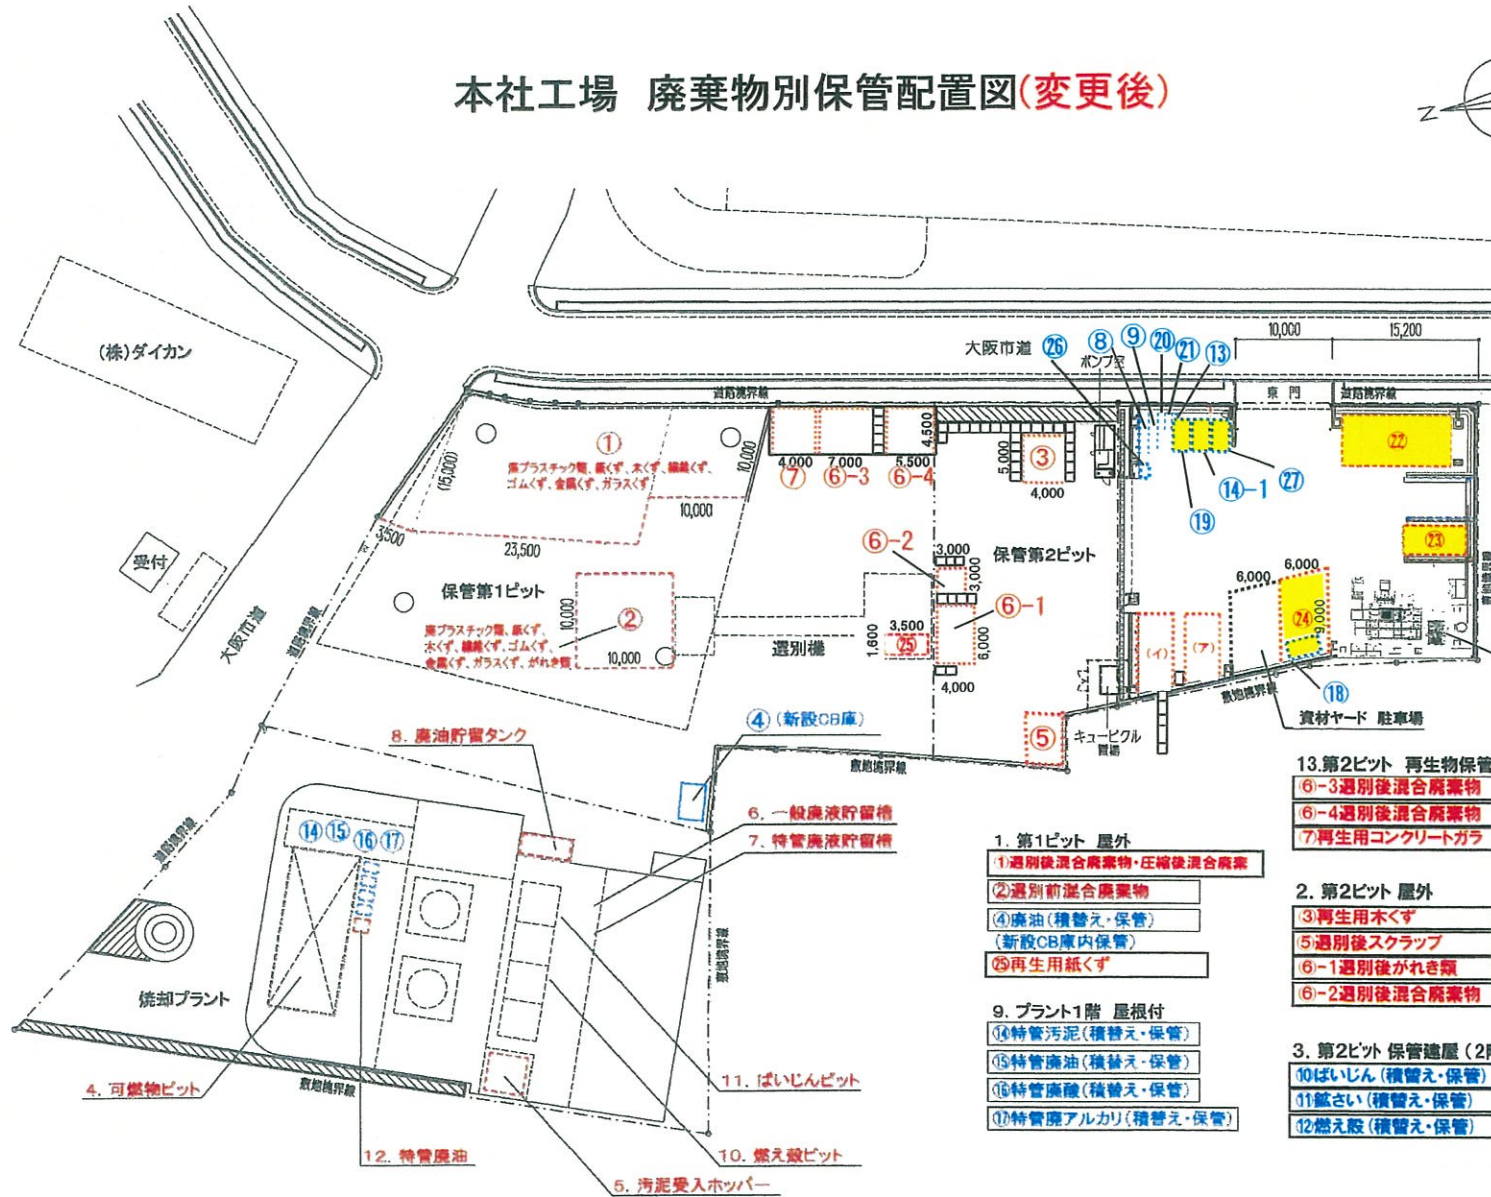 本社工場 廃棄物別保管配置図(変更後)
Z
(株)ダイカン
受付
大阪市道
道路境界線
道路境界線
大阪市道
㉖
⑧
⑨
⑳
㉑
⑬
ポンプ室
10,000
15,200
道路境界線
東門
道路境界線
①
廃プラスチック類、紙くず、木くず、繊維くず、
ゴムくず、金属くず、ガラスくず
(15,000)
10,000
10,000
3,500
23,500
4,000
7,000
5,500
4,500
⑦
⑥-3
⑥-4
5,000
③
4,000
⑲
⑭-1
㉗
㉒
㉓
保管第1ピット
②
廃プラスチック類、紙くず、
木くず、繊維くず、ゴムくず、
金属くず、ガラスくず、がれき類
10,000
10,000
選別機
⑥-2
3,000
3,000
保管第2ピット
⑥-1
3,500
1,600
㉕
6,000
4,000
(イ)
(ア)
6,000
6,000
㉔
9,000
⑱
敷地境界線
資材ヤード 駐車場
⑤
キュービクル
置場
敷地境界線
④(新設CB庫)
8. 廃油貯留タンク
6. 一般廃液貯留槽
7. 特管廃液貯留槽
⑭⑮⑯⑰
焼却プラント
敷地境界線
敷地境界線
4. 可燃物ピット
12. 特管廃油
11. ばいじんピット
10. 燃え殻ピット
5. 汚泥受入ホッパー
1. 第1ピット 屋外
①選別後混合廃棄物・圧縮後混合廃棄
②選別前混合廃棄物
④廃油(積替え・保管)
(新設CB庫内保管)
㉕再生用紙くず
9. プラント1階 屋根付
⑭特管汚泥(積替え・保管)
⑮特管廃油(積替え・保管)
⑯特管廃酸(積替え・保管)
⑰特管廃アルカリ(積替え・保管)
13.第2ピット 再生物保管
⑥-3選別後混合廃棄物
⑥-4選別後混合廃棄物
⑦再生用コンクリートガラ
2. 第2ピット 屋外
③再生用木くず
⑤選別後スクラップ
⑥-1選別後がれき類
⑥-2選別後混合廃棄物
3. 第2ピット 保管建屋(2階
⑩ばいじん(積替え・保管)
⑪鉱さい(積替え・保管)
⑫燃え殻(積替え・保管)